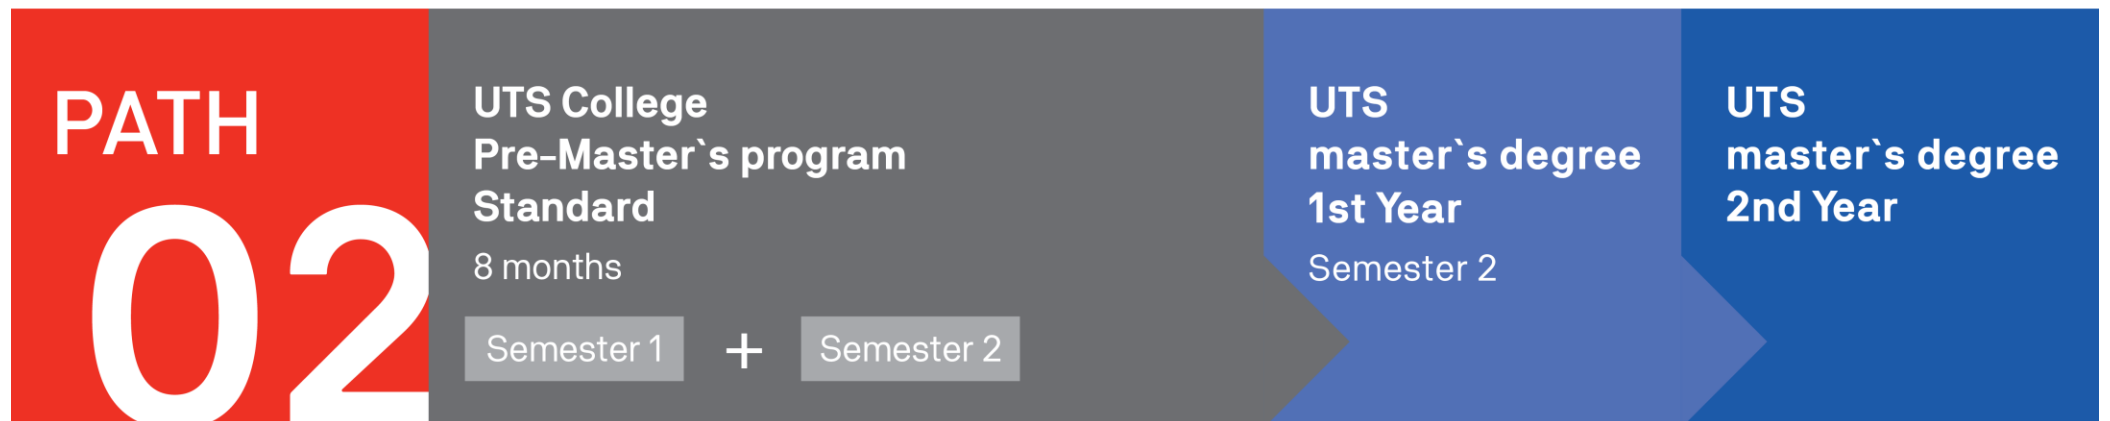 PATH
02
UTS College
Pre-Master`s program
Standard
8 months
Semester 1 + Semester 2
UTS
master`s degree
1st Year
Semester 2
UTS
master`s degree
2nd Year